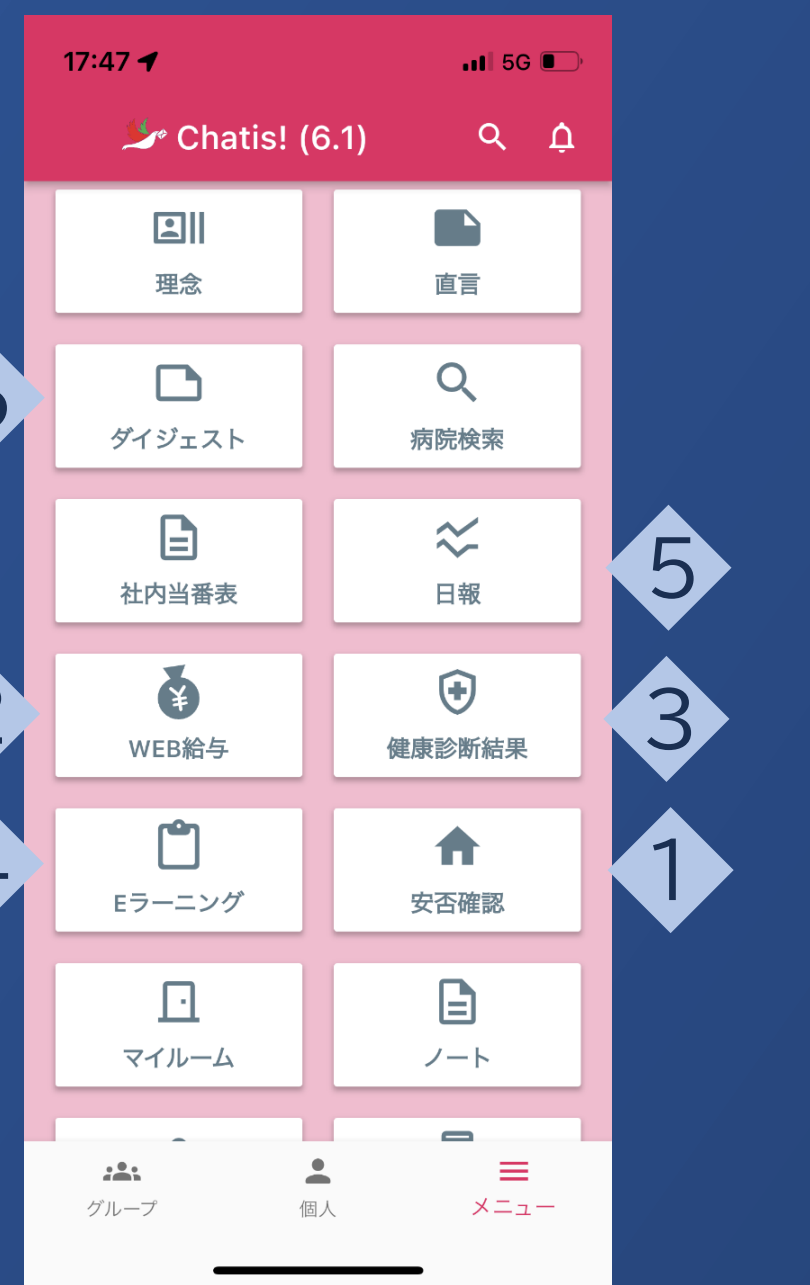 17:47 5G
Chatis! (6.1)
理念 直言
ダイジェスト 病院検索
社内当番表 日報
5
WEB給与 健康診断結果
3
Eラーニング 安否確認
1
マイルーム ノート
グループ 個人 メニュー